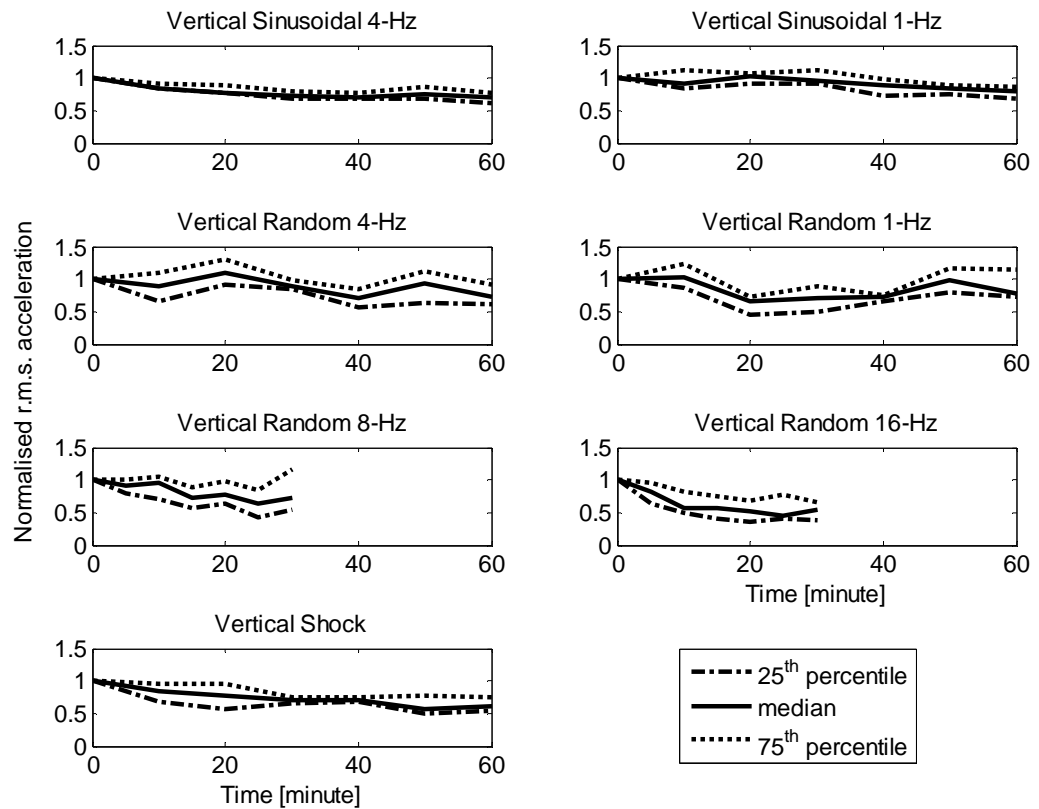 Vertical Sinusoidal 4-Hz
1.5
1
0.5
0
0 20 40 60
Vertical Sinusoidal 1-Hz
1.5
1
0.5
0
0 20 40 60
Normalised r.m.s. acceleration
Vertical Random 4-Hz
1.5
1
0.5
0
0 20 40 60
Vertical Random 1-Hz
1.5
1
0.5
0
0 20 40 60
Vertical Random 8-Hz
1.5
1
0.5
0
0 20 40 60
Vertical Random 16-Hz
1.5
1
0.5
0
0 20 40 60
Time [minute]
Vertical Shock
1.5
1
0.5
0
0 20 40 60
Time [minute]
25th percentile
median
75th percentile